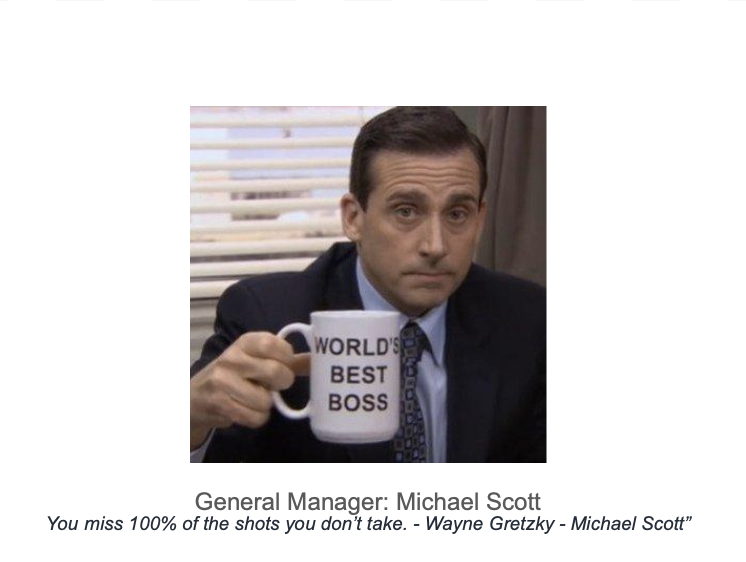 WORLD'S
BEST
BOSS
General Manager: Michael Scott
You miss 100% of the shots you don’t take. - Wayne Gretzky - Michael Scott”